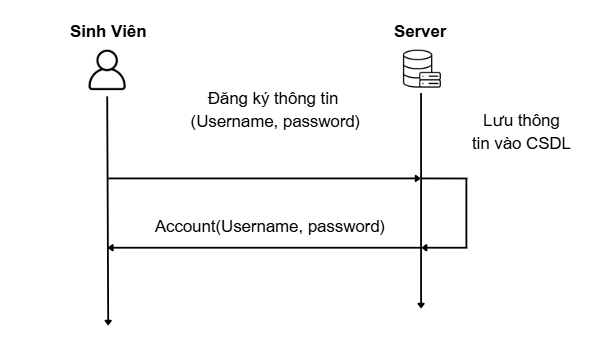 Sinh Viên
Server
Đăng ký thông tin
(Username, password)
Lưu thông
tin vào CSDL
Account(Username, password)